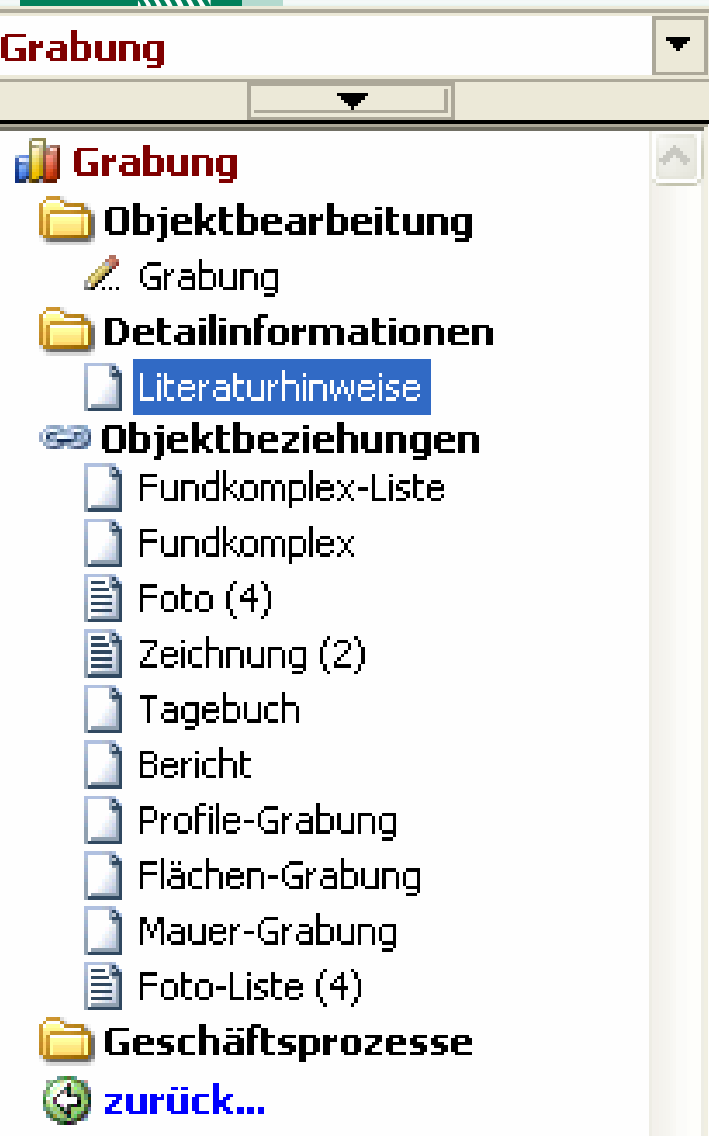 Grabung
Grabung
Objektbearbeitung
Grabung
Detailinformationen
Literaturhinweise
Objektbeziehungen
Fundkomplex-Liste
Fundkomplex
Foto (4)
Zeichnung (2)
Tagebuch
Bericht
Profile-Grabung
Flächen-Grabung
Mauer-Grabung
Foto-Liste (4)
Geschäftsprozesse
zurück...